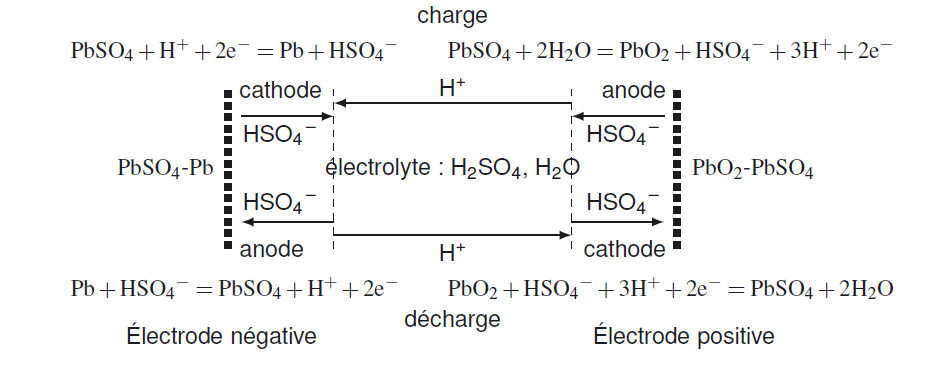 charge
PbSO₄ + H⁺ + 2e⁻ = Pb + HSO₄⁻ PbSO₄ + 2H₂O = PbO₂ + HSO₄⁻ + 3H⁺ + 2e⁻
cathode H⁺ anode
HSO₄⁻ HSO₄⁻
PbSO₄-Pb électrolyte : H₂SO₄, H₂O PbO₂-PbSO₄
HSO₄⁻ HSO₄⁻
anode H⁺ cathode
Pb + HSO₄⁻ = PbSO₄ + H⁺ + 2e⁻ PbO₂ + HSO₄⁻ + 3H⁺ + 2e⁻ = PbSO₄ + 2H₂O
décharge
Électrode négative Électrode positive